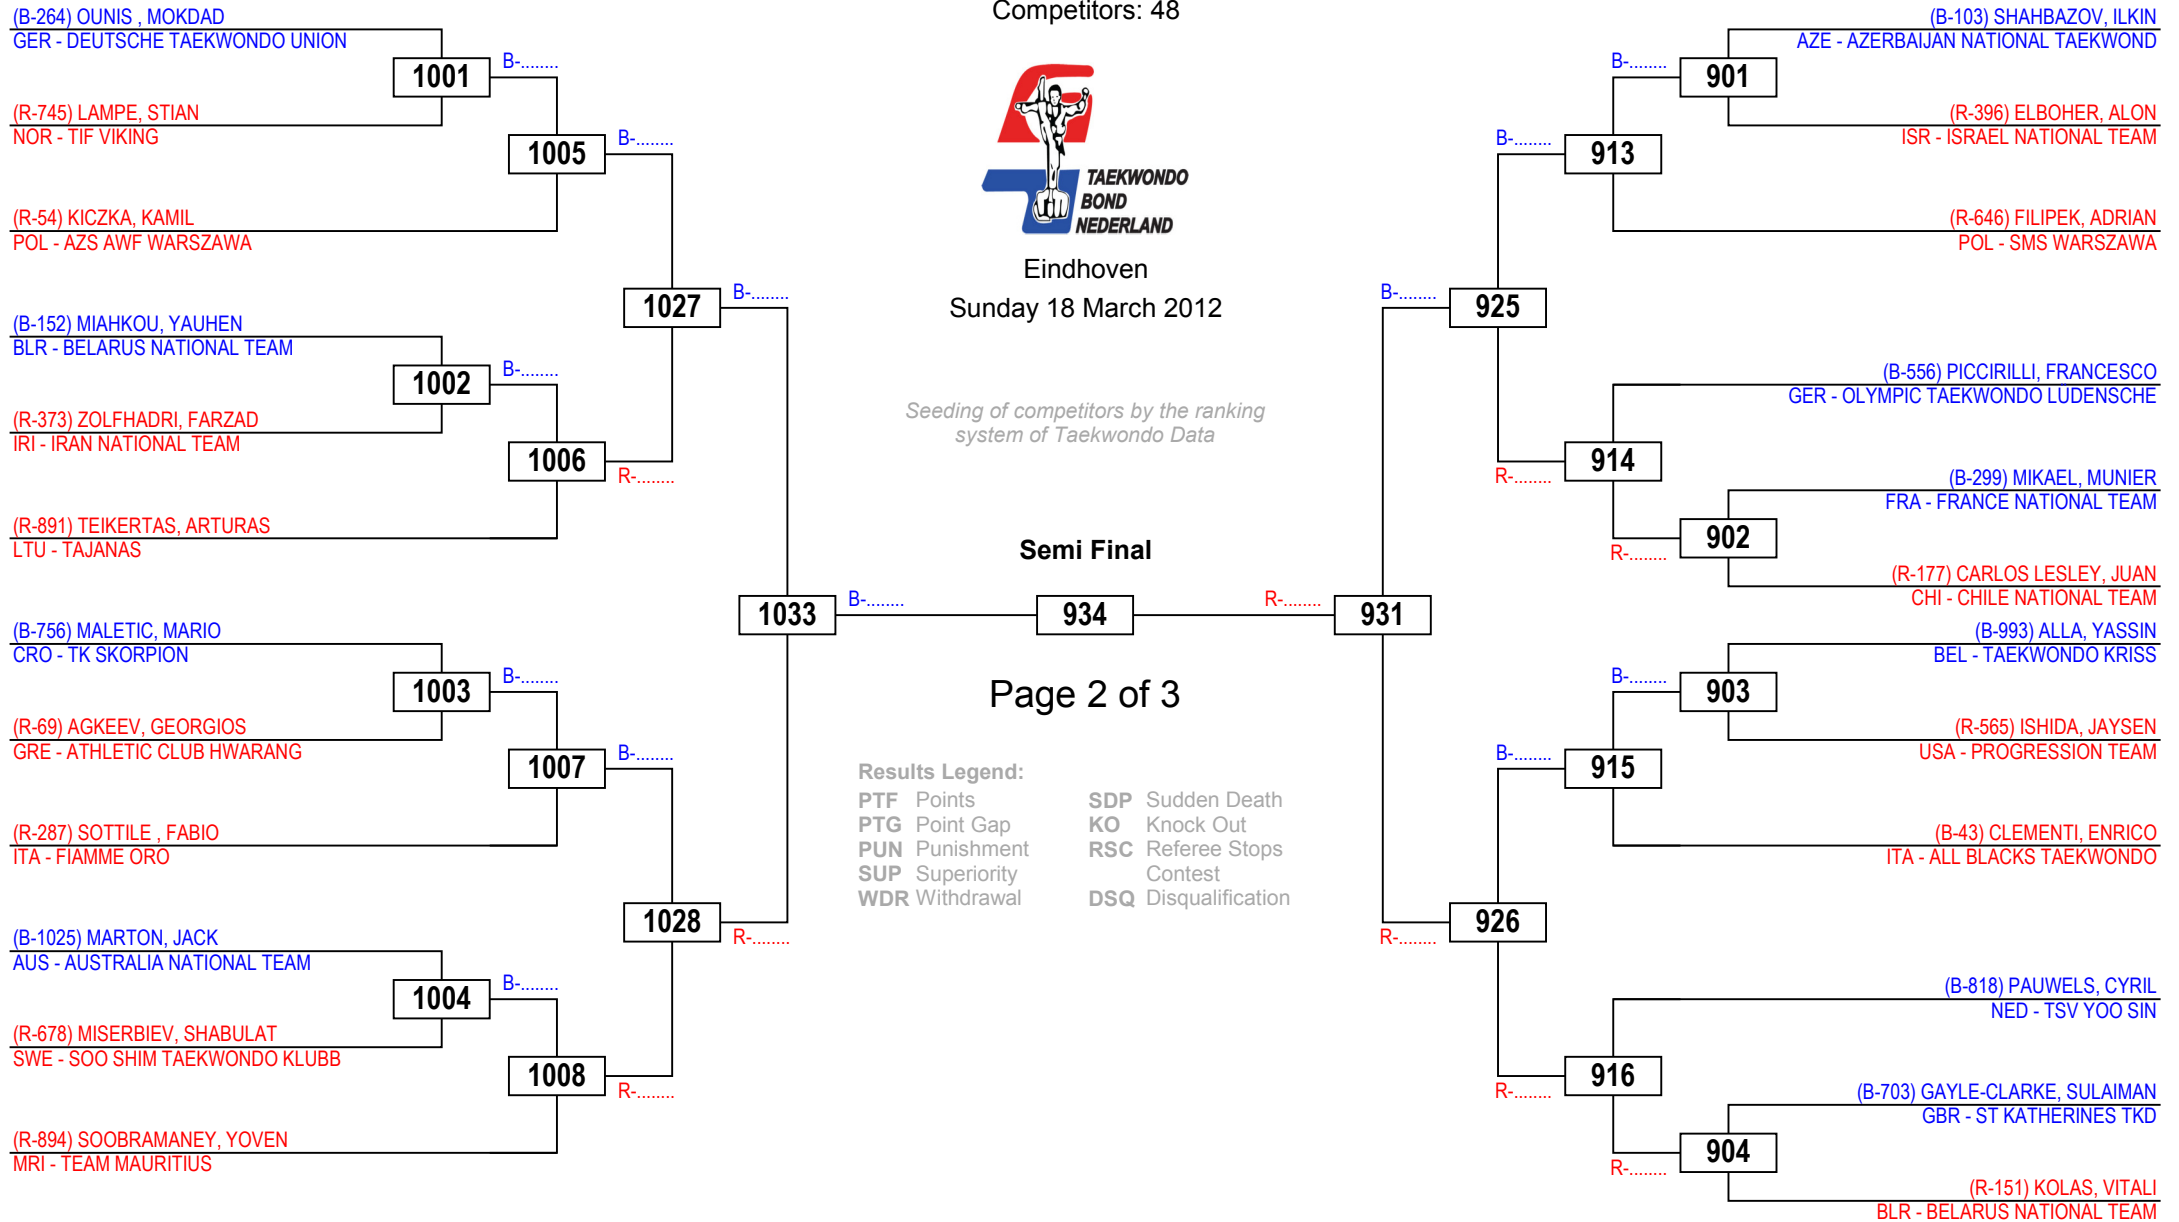 Competitors: 48
TAEKWONDO
BOND
NEDERLAND
Eindhoven
Sunday 18 March 2012
Seeding of competitors by the ranking
system of Taekwondo Data
(B-264) OUNIS , MOKDAD
GER - DEUTSCHE TAEKWONDO UNION
1001
B-........
(R-745) LAMPE, STIAN
NOR - TIF VIKING
1005
B-........
(R-54) KICZKA, KAMIL
POL - AZS AWF WARSZAWA
1027
B-........
(B-152) MIAHKOU, YAUHEN
BLR - BELARUS NATIONAL TEAM
1002
B-........
(R-373) ZOLFHADRI, FARZAD
IRI - IRAN NATIONAL TEAM
1006
R-........
(R-891) TEIKERTAS, ARTURAS
LTU - TAJANAS
1033
B-........
(B-756) MALETIC, MARIO
CRO - TK SKORPION
1003
B-........
(R-69) AGKEEV, GEORGIOS
GRE - ATHLETIC CLUB HWARANG
1007
B-........
(R-287) SOTTILE , FABIO
ITA - FIAMME ORO
1028
R-........
(B-1025) MARTON, JACK
AUS - AUSTRALIA NATIONAL TEAM
1004
B-........
(R-678) MISERBIEV, SHABULAT
SWE - SOO SHIM TAEKWONDO KLUBB
1008
R-........
(R-894) SOOBRAMANEY, YOVEN
MRI - TEAM MAURITIUS
Semi Final
934
Page 2 of 3
Results Legend:
PTF Points
PTG Point Gap
PUN Punishment
SUP Superiority
WDR Withdrawal
SDP Sudden Death
KO Knock Out
RSC Referee Stops
Contest
DSQ Disqualification
(B-103) SHAHBAZOV, ILKIN
AZE - AZERBAIJAN NATIONAL TAEKWOND
B-........
901
(R-396) ELBOHER, ALON
ISR - ISRAEL NATIONAL TEAM
B-........
913
(R-646) FILIPEK, ADRIAN
POL - SMS WARSZAWA
B-........
925
(B-556) PICCIRILLI, FRANCESCO
GER - OLYMPIC TAEKWONDO LÜDENSCHE
R-........
914
(B-299) MIKAEL, MUNIER
FRA - FRANCE NATIONAL TEAM
R-........
902
(R-177) CARLOS LESLEY, JUAN
CHI - CHILE NATIONAL TEAM
R-........
931
(B-993) ALLA, YASSIN
BEL - TAEKWONDO KRISS
B-........
903
(R-565) ISHIDA, JAYSEN
USA - PROGRESSION TEAM
B-........
915
(B-43) CLEMENTI, ENRICO
ITA - ALL BLACKS TAEKWONDO
R-........
926
(B-818) PAUWELS, CYRIL
NED - TSV YOO SIN
R-........
916
(B-703) GAYLE-CLARKE, SULAIMAN
GBR - ST KATHERINES TKD
R-........
904
(R-151) KOLAS, VITALI
BLR - BELARUS NATIONAL TEAM